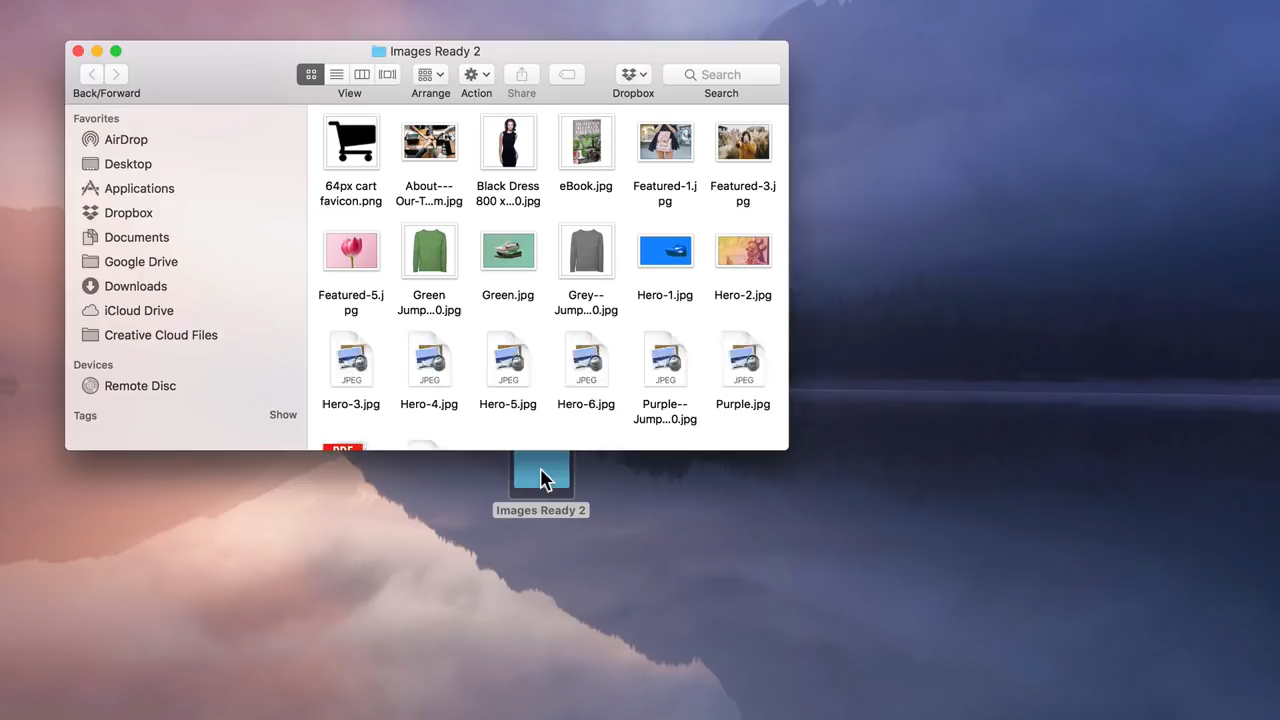 Images Ready 2
Search
Back/Forward
View
Arrange
Action
Share
Dropbox
Search
Favorites
AirDrop
Desktop
Applications
Dropbox
Documents
Google Drive
Downloads
iCloud Drive
Creative Cloud Files
Devices
Remote Disc
Tags
Show
64px cart
favicon.png
About---
Our-T...m.jpg
Black Dress
800 x...0.jpg
eBook.jpg
Featured-1.j
pg
Featured-3.j
pg
Featured-5.j
pg
Green
Jump...0.jpg
Green.jpg
Grey--
Jump...0.jpg
Hero-1.jpg
Hero-2.jpg
JPEG
JPEG
JPEG
JPEG
JPEG
JPEG
Hero-3.jpg
Hero-4.jpg
Hero-5.jpg
Hero-6.jpg
Purple--
Jump...0.jpg
Purple.jpg
PDF
Images Ready 2